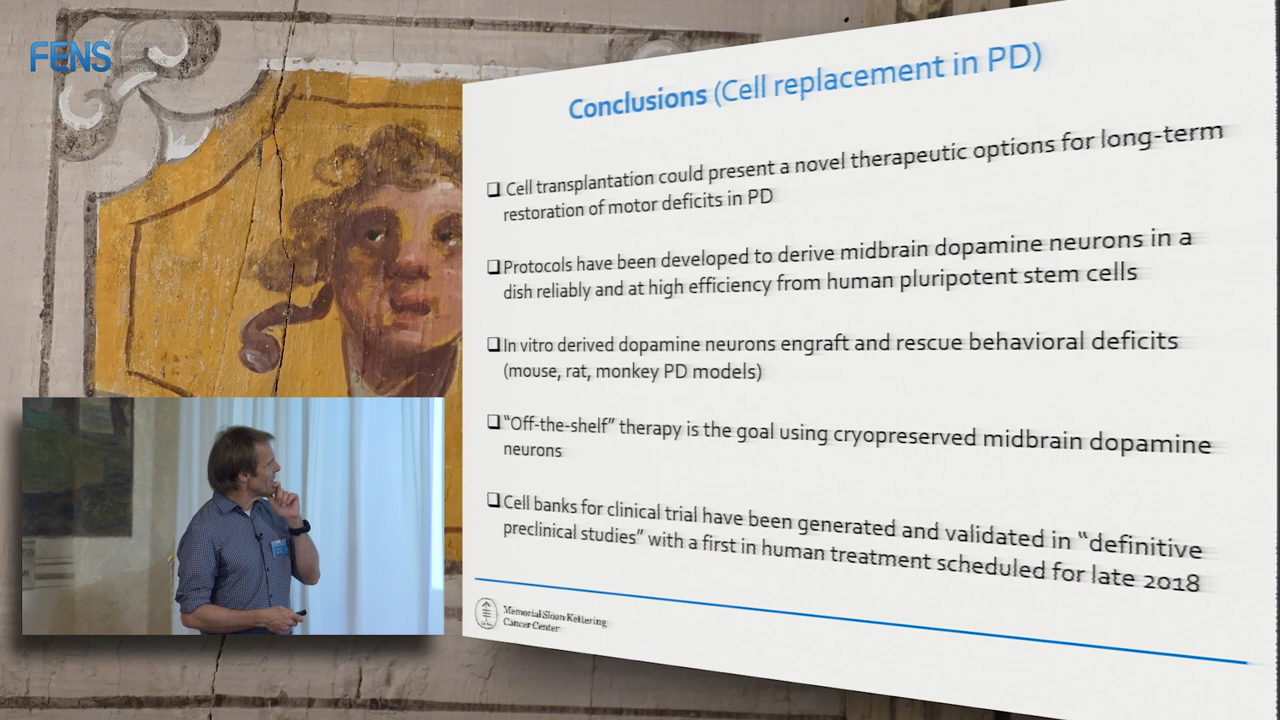 FENS
Conclusions (Cell replacement in PD)
❑ Cell transplantation could present a novel therapeutic options for long-term
restoration of motor deficits in PD
❑ Protocols have been developed to derive midbrain dopamine neurons in a
dish reliably and at high efficiency from human pluripotent stem cells
❑ In vitro derived dopamine neurons engraft and rescue behavioral deficits
(mouse, rat, monkey PD models)
❑ “Off-the-shelf” therapy is the goal using cryopreserved midbrain dopamine
neurons
❑ Cell banks for clinical trial have been generated and validated in “definitive
preclinical studies” with a first in human treatment scheduled for late 2018
Memorial Sloan Kettering
Cancer Center